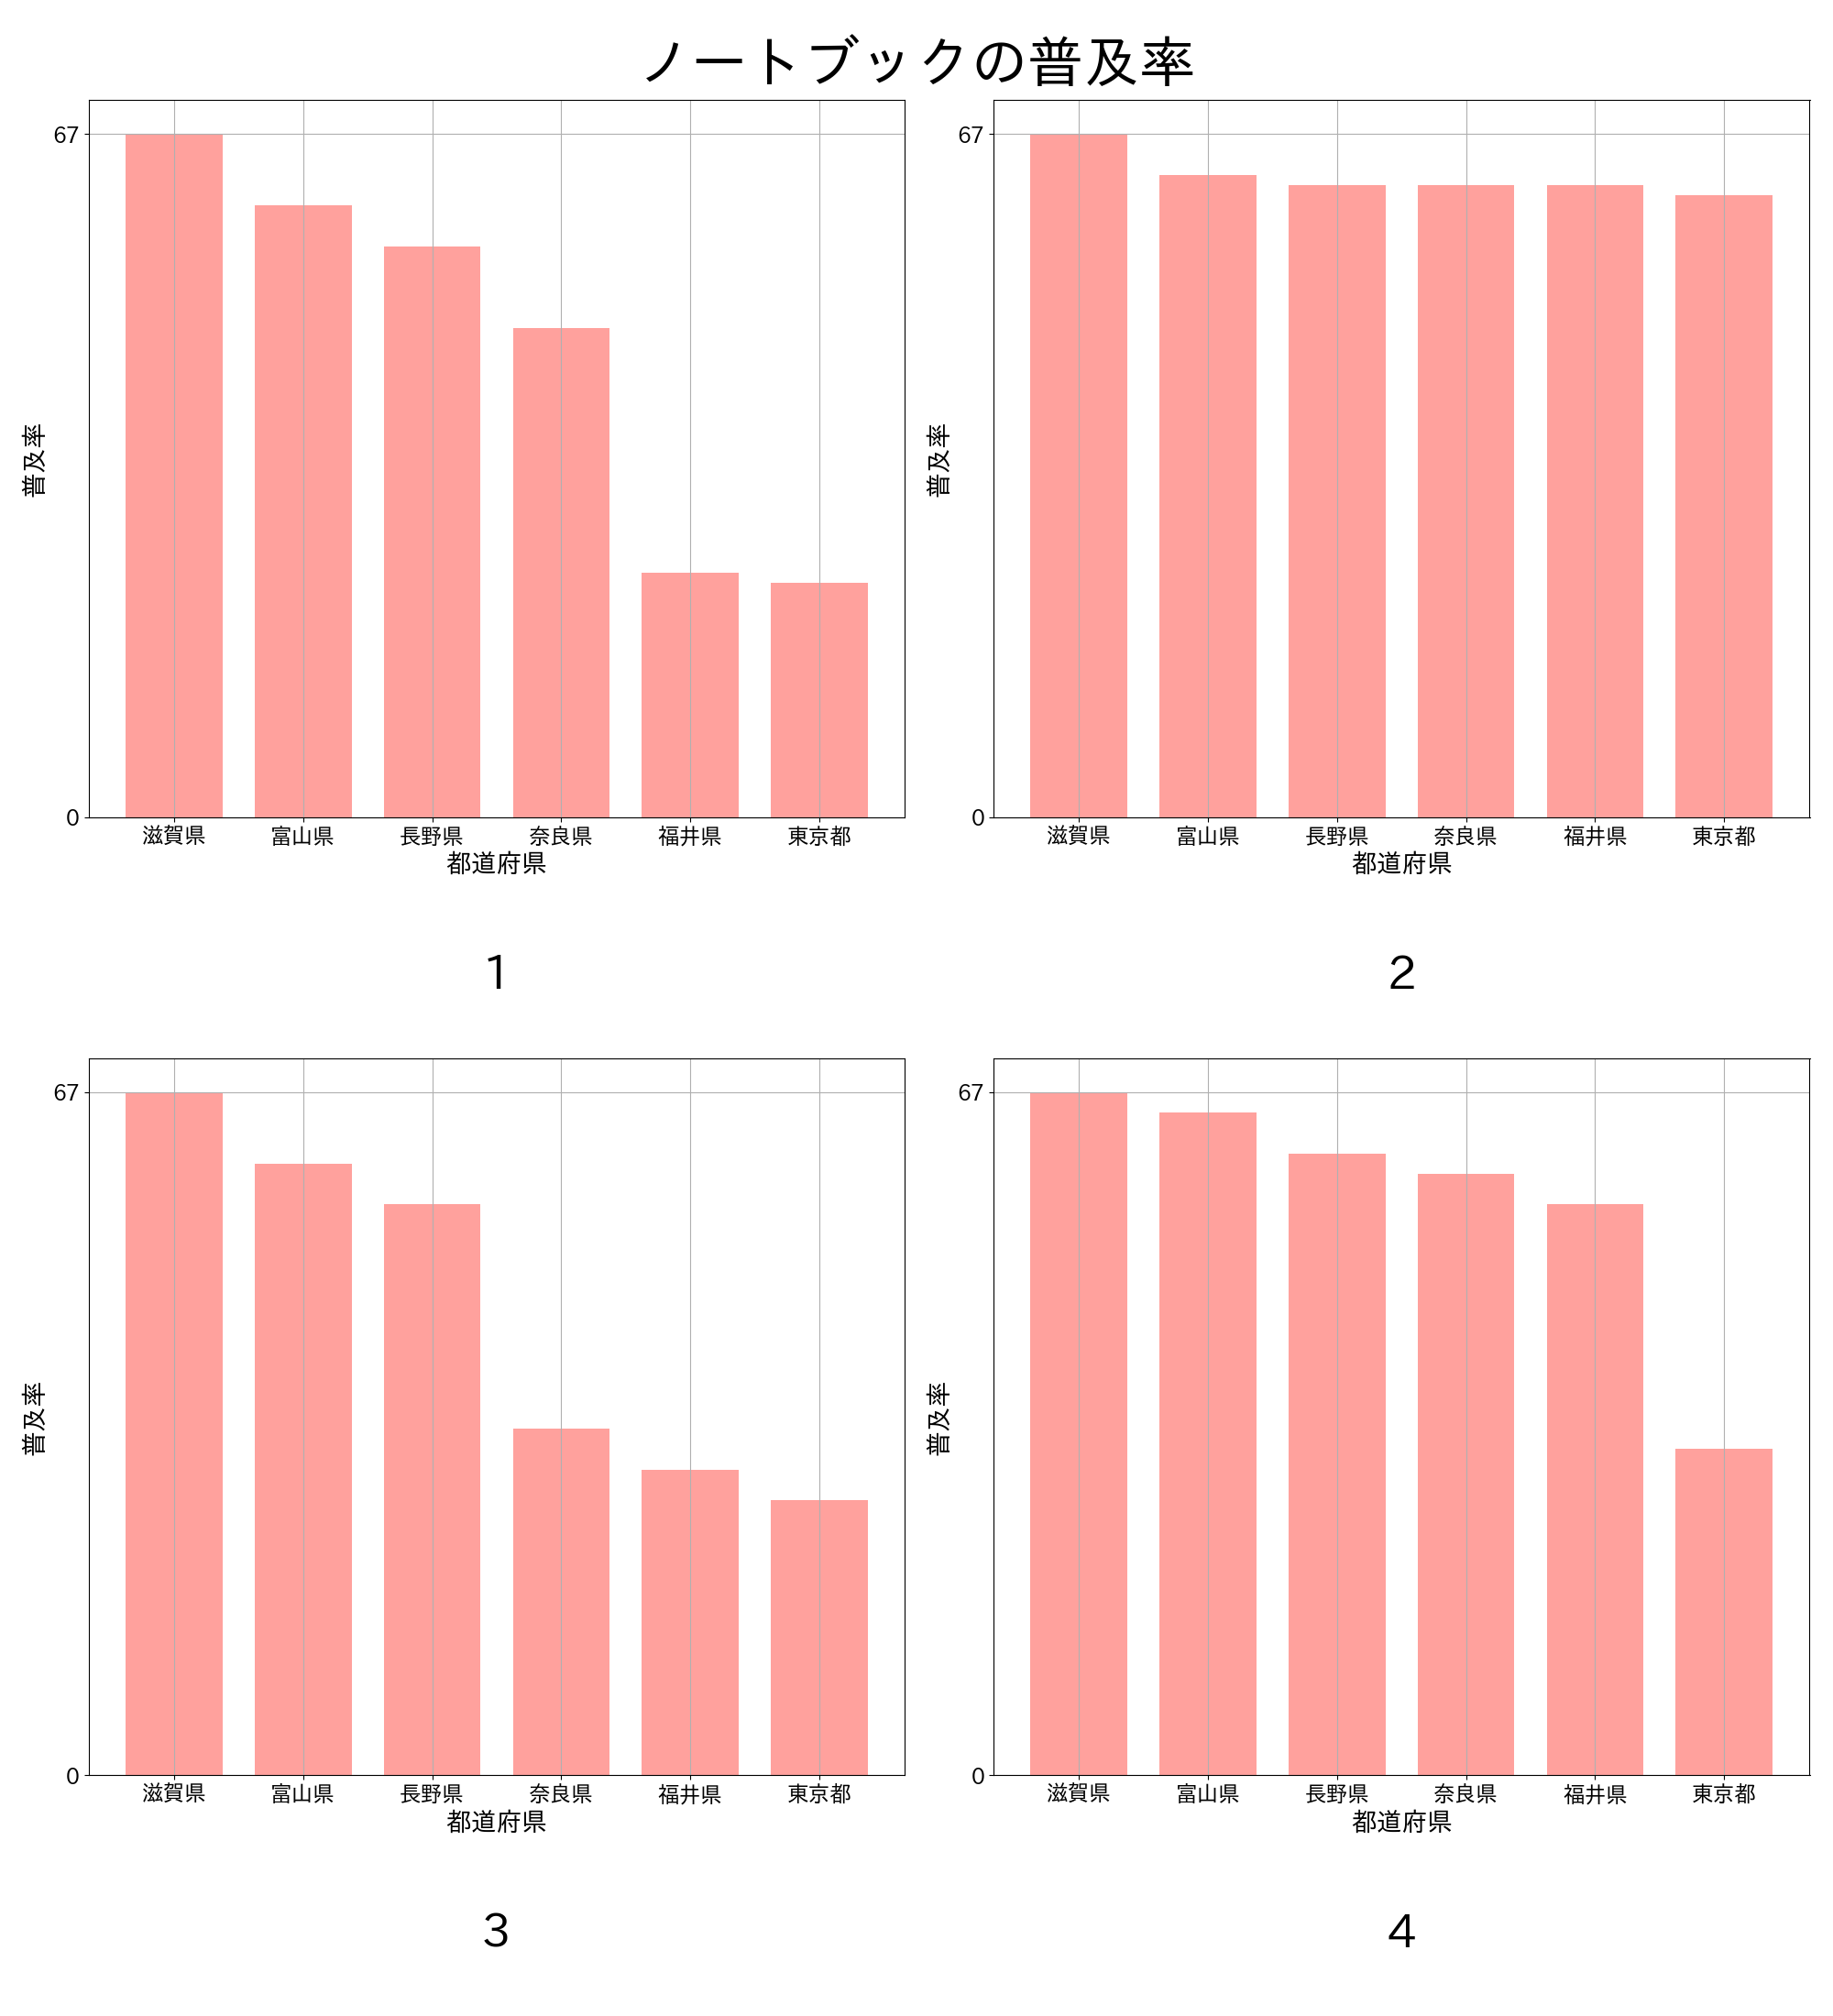 ノートブックの普及率
67
0
普及率
滋賀県 富山県 長野県 奈良県 福井県 東京都
都道府県
1
67
0
普及率
滋賀県 富山県 長野県 奈良県 福井県 東京都
都道府県
2
67
0
普及率
滋賀県 富山県 長野県 奈良県 福井県 東京都
都道府県
3
67
0
普及率
滋賀県 富山県 長野県 奈良県 福井県 東京都
都道府県
4